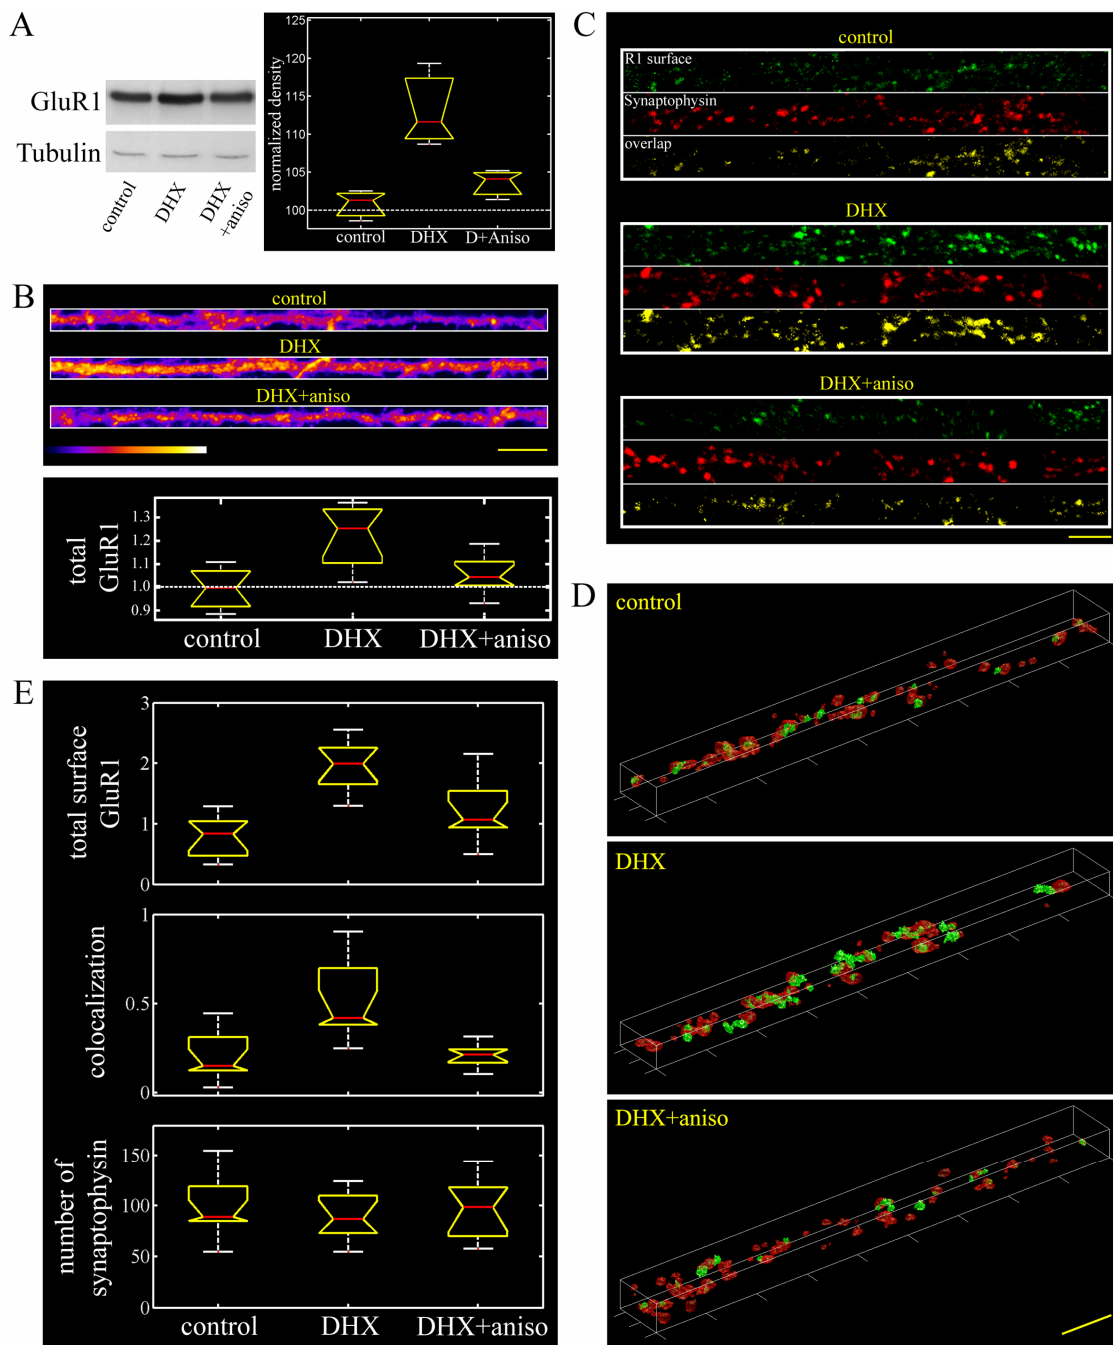 A
GluR1
Tubulin
control
DHX
DHX
+aniso
normalized density
125
120
115
110
105
100
control
DHX
D+Aniso
B
control
DHX
DHX+aniso
total
GluR1
1.3
1.2
1.1
1.0
0.9
control
DHX
DHX+aniso
C
control
R1 surface
Synaptophysin
overlap
DHX
DHX+aniso
D
control
DHX
DHX+aniso
E
total surface
GluR1
3
2
1
0
colocalization
1
0.5
0
number of
synaptophysin
150
100
50
0
control
DHX
DHX+aniso